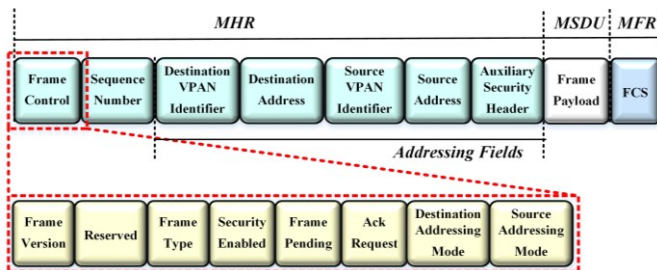 MHR MSDU MFR
Frame Control
Sequence Number
Destination VPAN Identifier
Destination Address
Source VPAN Identifier
Source Address
Auxiliary Security Header
Frame Payload
FCS
Addressing Fields
Frame Version
Reserved
Frame Type
Security Enabled
Frame Pending
Ack Request
Destination Addressing Mode
Source Addressing Mode